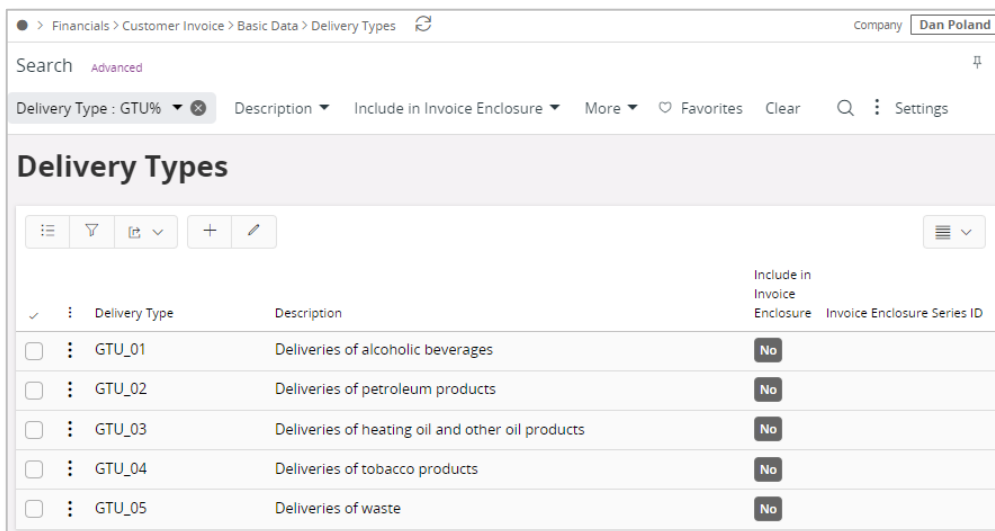 > Financials > Customer Invoice > Basic Data > Delivery Types Company Dan Poland
Search Advanced
Delivery Type : GTU% Description Include in Invoice Enclosure More Favorites Clear Settings
Delivery Types
Include in
Invoice
Delivery Type Description Enclosure Invoice Enclosure Series ID
GTU_01 Deliveries of alcoholic beverages No
GTU_02 Deliveries of petroleum products No
GTU_03 Deliveries of heating oil and other oil products No
GTU_04 Deliveries of tobacco products No
GTU_05 Deliveries of waste No